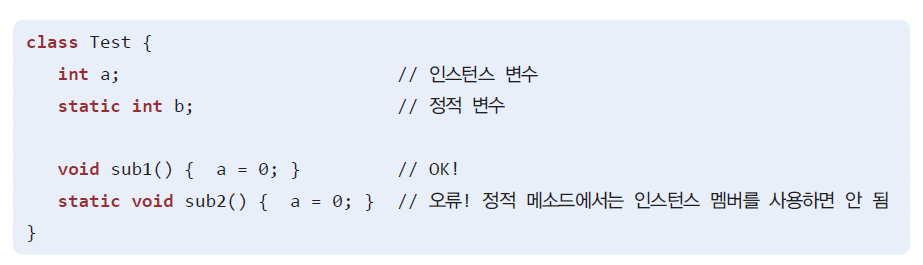 class Test {
int a; // 인스턴스 변수
static int b; // 정적 변수
void sub1() { a = 0; } // OK!
static void sub2() { a = 0; } // 오류! 정적 메소드에서는 인스턴스 멤버를 사용하면 안 됨
}